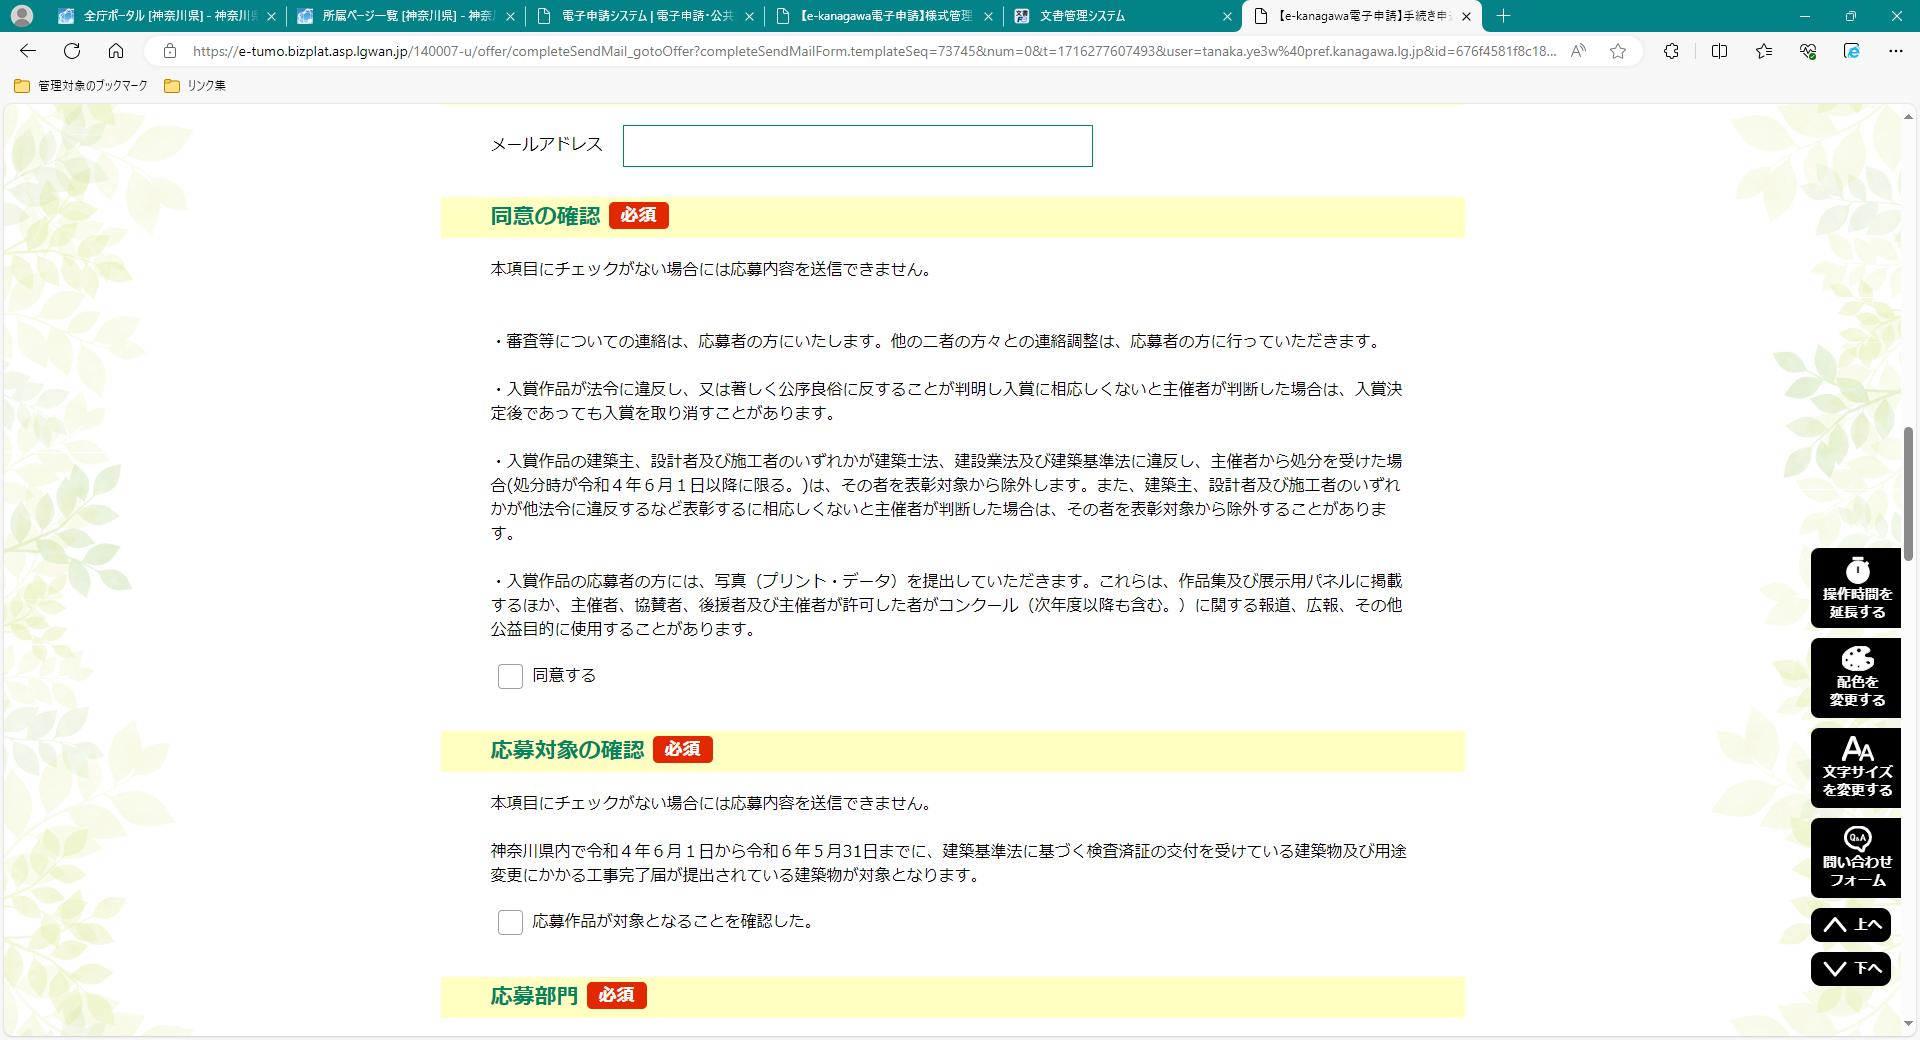 全庁ポータル [神奈川県] - 神奈川県
所属ページ一覧 [神奈川県] - 神奈
電子申請システム | 電子申請・公共
【e-kanagawa電子申請】様式管理
文書管理システム
【e-kanagawa電子申請】手続き申
https://e-tumo.bizplat.asp.lgwan.jp/140007-u/offer/completeSendMail_gotoOffer?completeSendMailForm.templateSeq=73745&num=0&t=1716277607493&user=tanaka.ye3w%40pref.kanagawa.lg.jp&id=676f4581f8c18...
管理対象のブックマーク
リンク集
メールアドレス
同意の確認 必須
本項目にチェックがない場合には応募内容を送信できません。
・審査等についての連絡は、応募者の方にいたします。他の二者の方々との連絡調整は、応募者の方に行っていただきます。
・入賞作品が法令に違反し、又は著しく公序良俗に反することが判明し入賞に相応しくないと主催者が判断した場合は、入賞決
定後であっても入賞を取り消すことがあります。
・入賞作品の建築主、設計者及び施工者のいずれかが建築士法、建設業法及び建築基準法に違反し、主催者から処分を受けた場
合(処分時が令和４年６月１日以降に限る。)は、その者を表彰対象から除外します。また、建築主、設計者及び施工者のいずれ
かが他法令に違反するなど表彰するに相応しくないと主催者が判断した場合は、その者を表彰対象から除外することがありま
す。
・入賞作品の応募者の方には、写真（プリント・データ）を提出していただきます。これらは、作品集及び展示用パネルに掲載
するほか、主催者、協賛者、後援者及び主催者が許可した者がコンクール（次年度以降も含む。）に関する報道、広報、その他
公益目的に使用することがあります。
同意する
応募対象の確認 必須
本項目にチェックがない場合には応募内容を送信できません。
神奈川県内で令和４年６月１日から令和６年５月31日までに、建築基準法に基づく検査済証の交付を受けている建築物及び用途
変更にかかる工事完了届が提出されている建築物が対象となります。
応募作品が対象となることを確認した。
応募部門 必須
操作時間を
延長する
配色を
変更する
文字サイズ
を変更する
Q&A
問い合わせ
フォーム
上へ
下へ